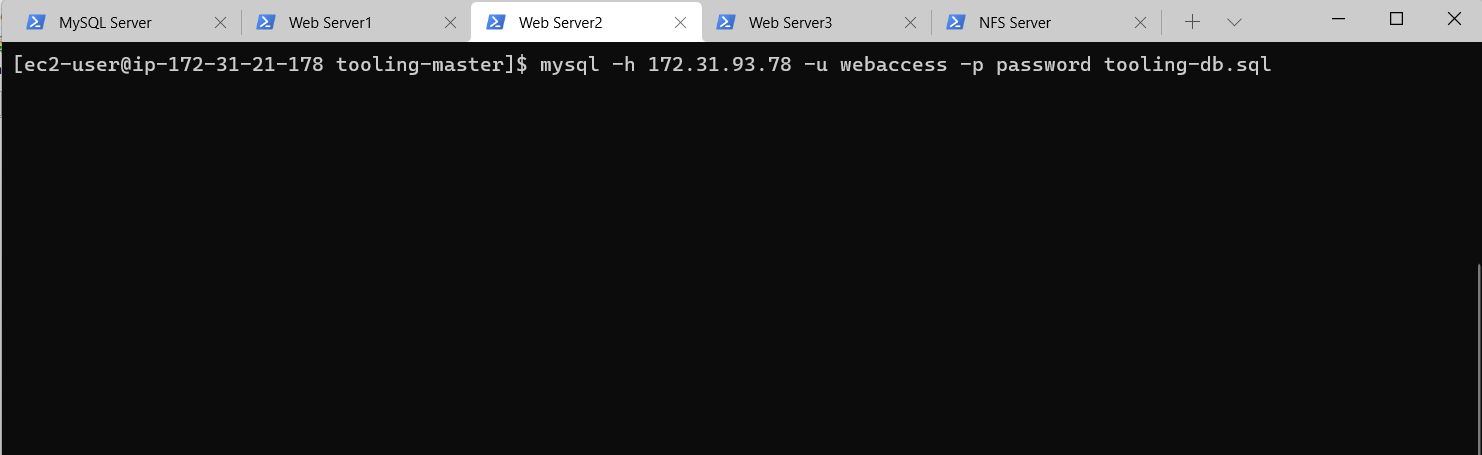 MySQL Server Web Server1 Web Server2 Web Server3 NFS Server
[ec2-user@ip-172-31-21-178 tooling-master]$ mysql -h 172.31.93.78 -u webaccess -p password tooling-db.sql